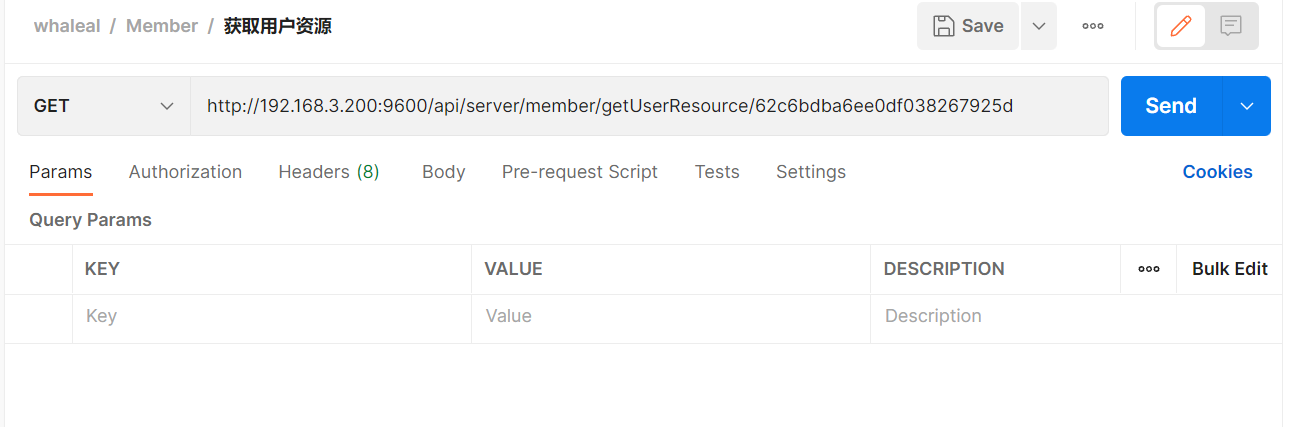 whaleal / Member / 获取用户资源
Save
GET
http://192.168.3.200:9600/api/server/member/getUserResource/62c6bdba6ee0df038267925d
Send
Params Authorization Headers (8) Body Pre-request Script Tests Settings Cookies
Query Params
KEY VALUE DESCRIPTION Bulk Edit
Key Value Description